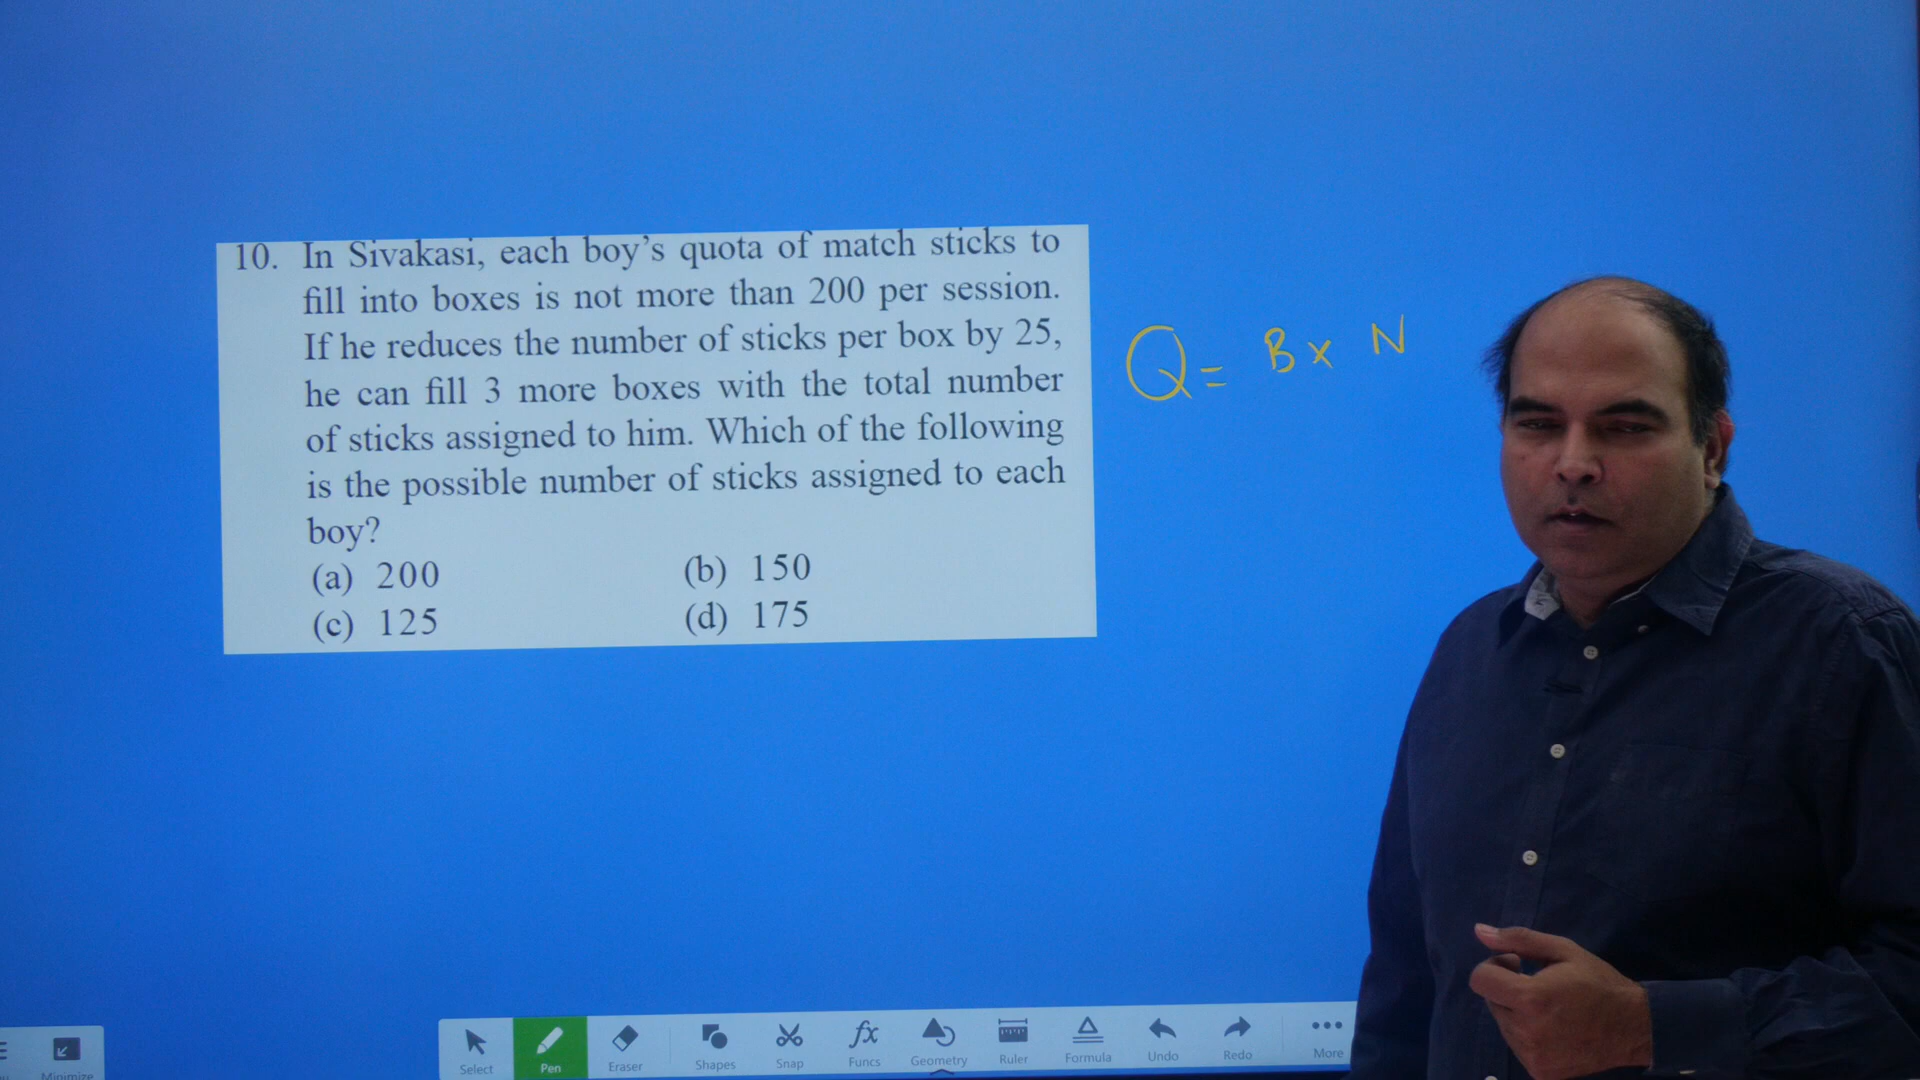 10. In Sivakasi, each boy's quota of match sticks to
fill into boxes is not more than 200 per session.
If he reduces the number of sticks per box by 25,
he can fill 3 more boxes with the total number
of sticks assigned to him. Which of the following
is the possible number of sticks assigned to each
boy?
(a) 200 (b) 150
(c) 125 (d) 175
Q = B x N
Minimize
Select Pen Eraser Shapes Snap Funcs Geometry Ruler Formula Undo Redo More